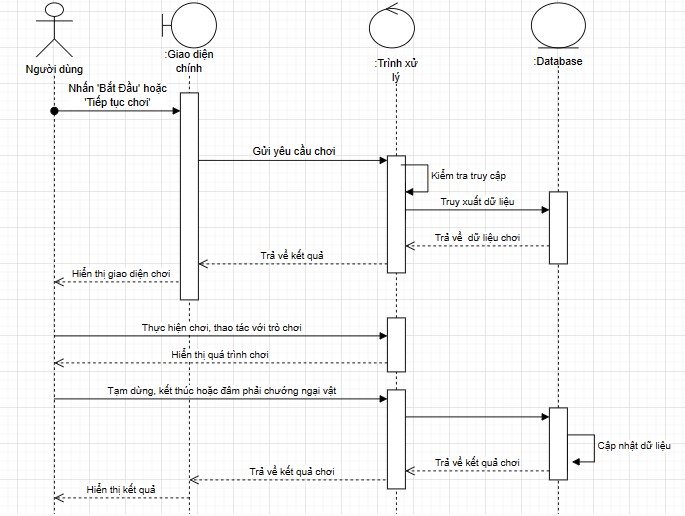 Người dùng
:Giao diện
chính
:Trình xử
lý
:Database
Nhấn 'Bắt Đầu' hoặc
'Tiếp tục chơi'
Gửi yêu cầu chơi
Kiểm tra truy cập
Truy xuất dữ liệu
Trả về dữ liệu chơi
Trả về kết quả
Hiển thị giao diện chơi
Thực hiện chơi, thao tác với trò chơi
Hiển thị quá trình chơi
Tạm dừng, kết thúc hoặc đâm phải chướng ngại vật
Cập nhật dữ liệu
Trả về kết quả chơi
Trả về kết quả chơi
Hiển thị kết quả